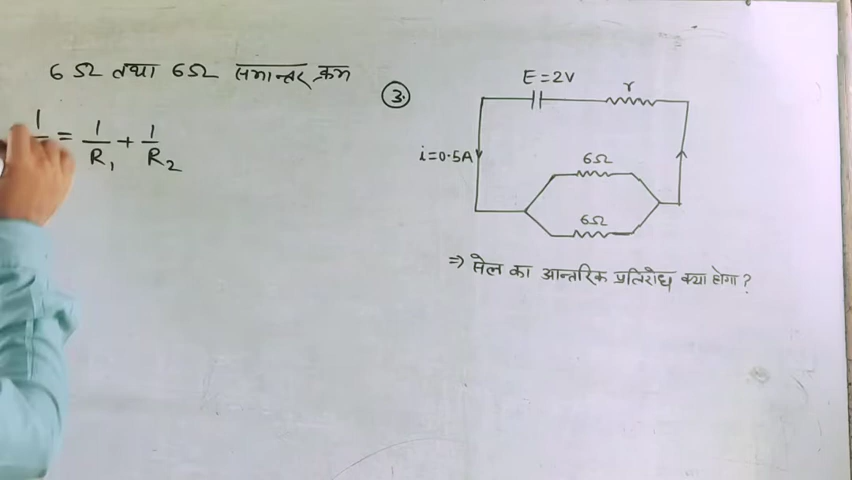 6 Ω तथा 6Ω समान्तर क्रम
1 = 1/R₁ + 1/R₂
3.
E = 2V
r
i = 0.5A
6Ω
6Ω
⇒ सेल का आन्तरिक प्रतिरोध क्या होगा ?